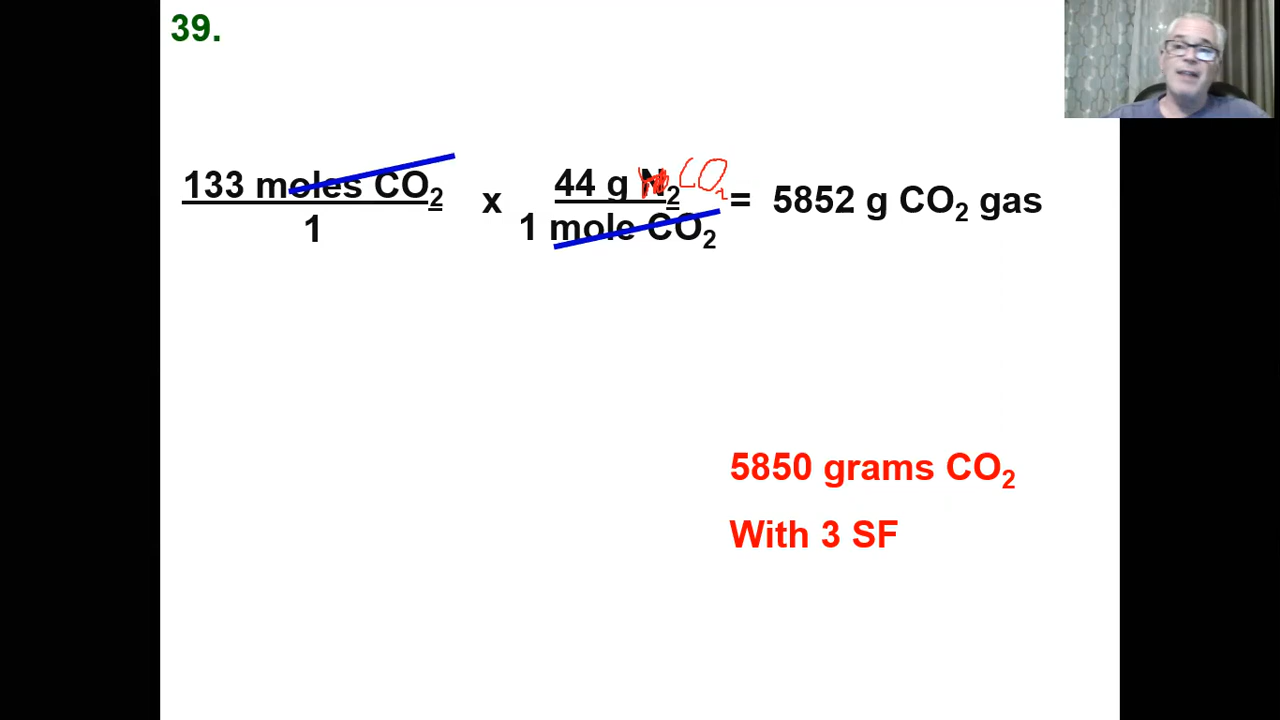 39.
133 moles CO₂ x 44 g N₂ CO₂ = 5852 g CO₂ gas
1 1 mole CO₂
5850 grams CO₂
With 3 SF